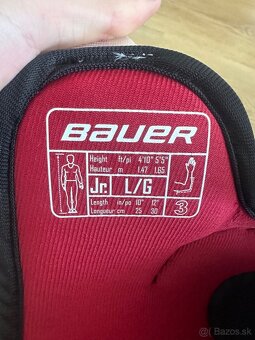 BAUER
Height ft/pi 4'10" 5'5"
Hauteur m 1.47 1.65
Jr. L/G
Length in/po 10" 12"
Longueur cm 25 30
3
Bazos.sk